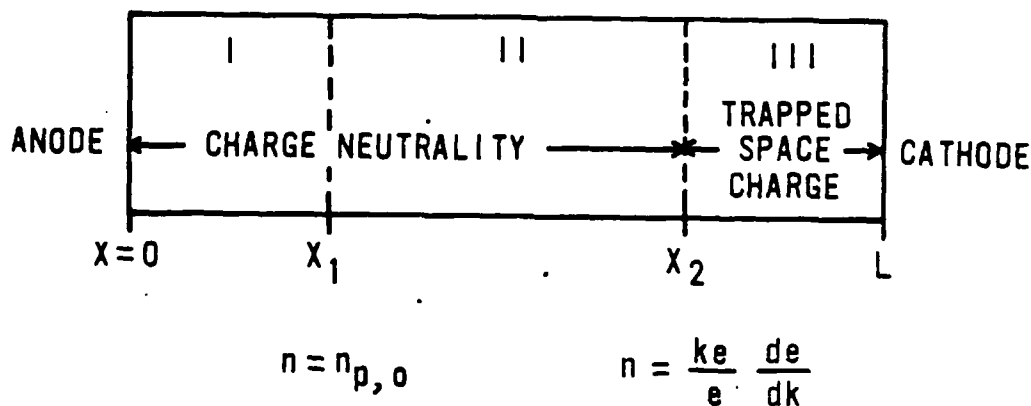 I II III
ANODE CHARGE NEUTRALITY TRAPPED SPACE CHARGE CATHODE
X=0 X1 X2 L
n = np,o n = ke/e de/dk